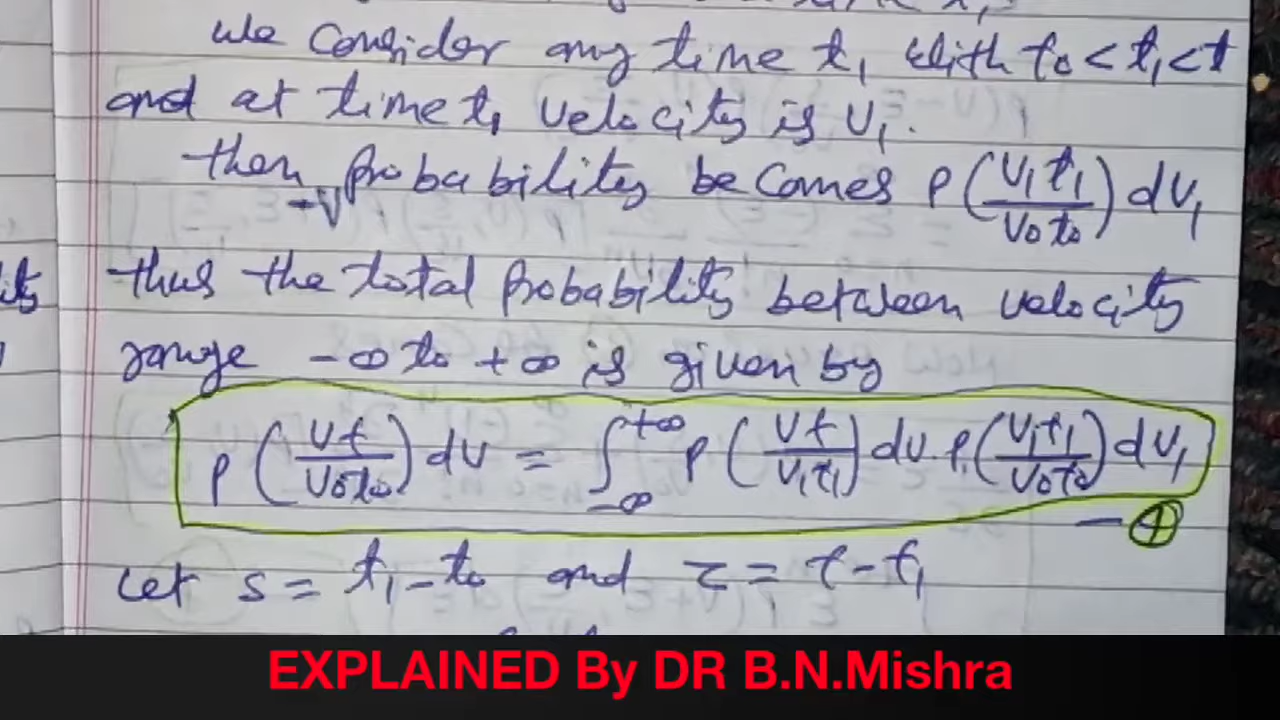 We consider any time t₁ with t₀ < t₁ < t
and at time t₁ velocity is V₁.
then probability becomes P(V₁t₁/V₀t₀) dV₁
thus the total probability between velocity
range -∞ to +∞ is given by
P(Vt/V₀t₀) dV = ∫₋∞⁺∞ P(Vt/V₁t₁) dV. P(V₁t₁/V₀t₀) dV₁
— ④
Let s = t₁ - t₀ and τ = t - t₁
EXPLAINED By DR B.N.Mishra